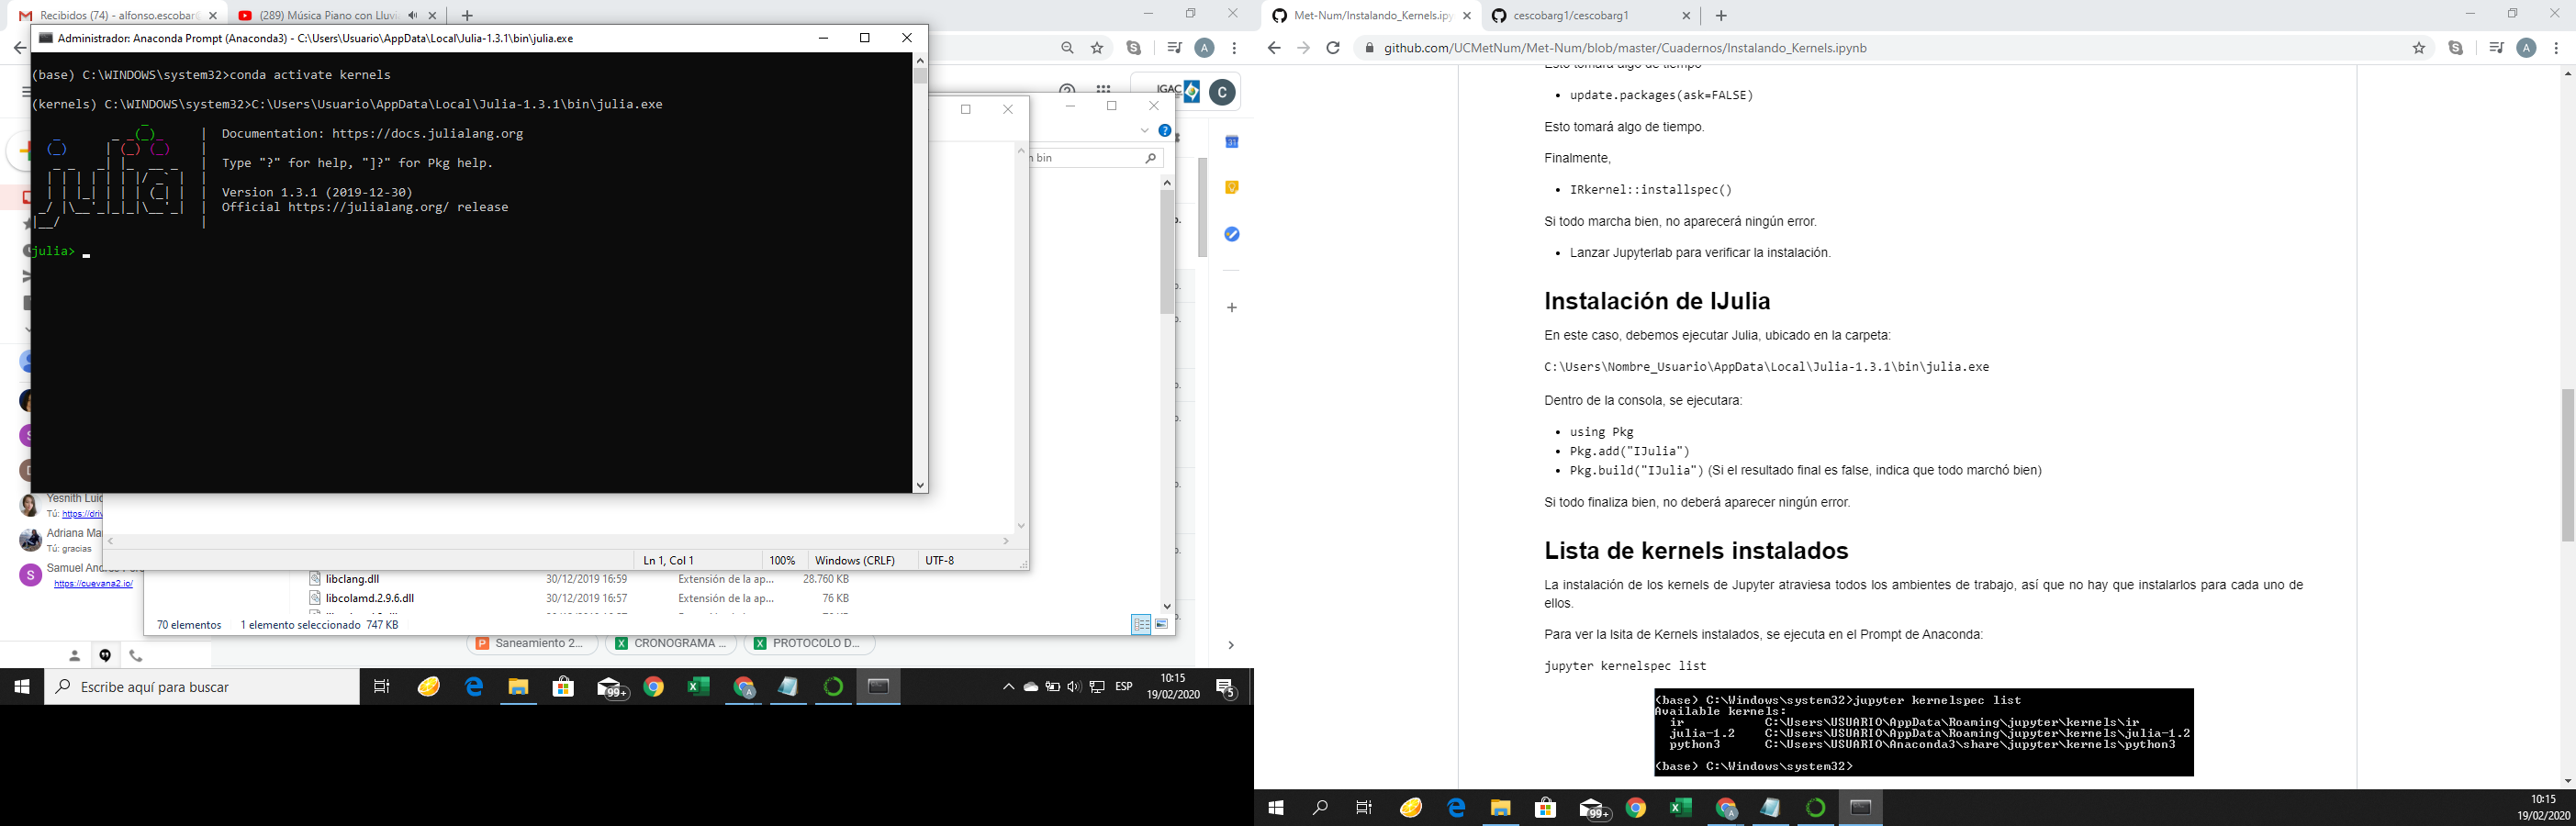 Recibidos (74) - alfonso.escobar
(289) Música Piano con Lluvi
Administrador: Anaconda Prompt (Anaconda3) - C:\Users\Usuario\AppData\Local\Julia-1.3.1\bin\julia.exe
(base) C:\WINDOWS\system32>conda activate kernels
(kernels) C:\WINDOWS\system32>C:\Users\Usuario\AppData\Local\Julia-1.3.1\bin\julia.exe
Documentation: https://docs.julialang.org
Type "?" for help, "]?" for Pkg help.
Version 1.3.1 (2019-12-30)
Official https://julialang.org/ release
julia>
A
IGAC
C
bin
Yesnith Luic
Tú: https://driv
Adriana Ma
Tú: gracias
S
Samuel Andr
https://cuevana2.io/
Ln 1, Col 1
100%
Windows (CRLF)
UTF-8
libclang.dll 30/12/2019 16:59 Extensión de la ap... 28.760 KB
libcolamd.2.9.6.dll 30/12/2019 16:57 Extensión de la ap... 76 KB
70 elementos
1 elemento seleccionado 747 KB
Saneamiento 2...
CRONOGRAMA ...
PROTOCOLO D...
Escribe aquí para buscar
99+
ESP
10:15
19/02/2020
5
Met-Num/Instalando_Kernels.ipy
cescobarg1/cescobarg1
github.com/UCMetNum/Met-Num/blob/master/Cuadernos/Instalando_Kernels.ipynb
A
Esto tomará algo de tiempo
• update.packages(ask=FALSE)
Esto tomará algo de tiempo.
Finalmente,
• IRkernel::installspec()
Si todo marcha bien, no aparecerá ningún error.
• Lanzar Jupyterlab para verificar la instalación.
Instalación de IJulia
En este caso, debemos ejecutar Julia, ubicado en la carpeta:
C:\Users\Nombre_Usuario\AppData\Local\Julia-1.3.1\bin\julia.exe
Dentro de la consola, se ejecutara:
• using Pkg
• Pkg.add("IJulia")
• Pkg.build("IJulia") (Si el resultado final es false, indica que todo marchó bien)
Si todo finaliza bien, no deberá aparecer ningún error.
Lista de kernels instalados
La instalación de los kernels de Jupyter atraviesa todos los ambientes de trabajo, así que no hay que instalarlos para cada uno de
ellos.
Para ver la lsita de Kernels instalados, se ejecuta en el Prompt de Anaconda:
jupyter kernelspec list
(base) C:\Windows\system32>jupyter kernelspec list
Available kernels:
ir C:\Users\USUARIO\AppData\Roaming\jupyter\kernels\ir
julia-1.2 C:\Users\USUARIO\AppData\Roaming\jupyter\kernels\julia-1.2
python3 C:\Users\USUARIO\Anaconda3\share\jupyter\kernels\python3
(base) C:\Windows\system32>
99+
10:15
19/02/2020